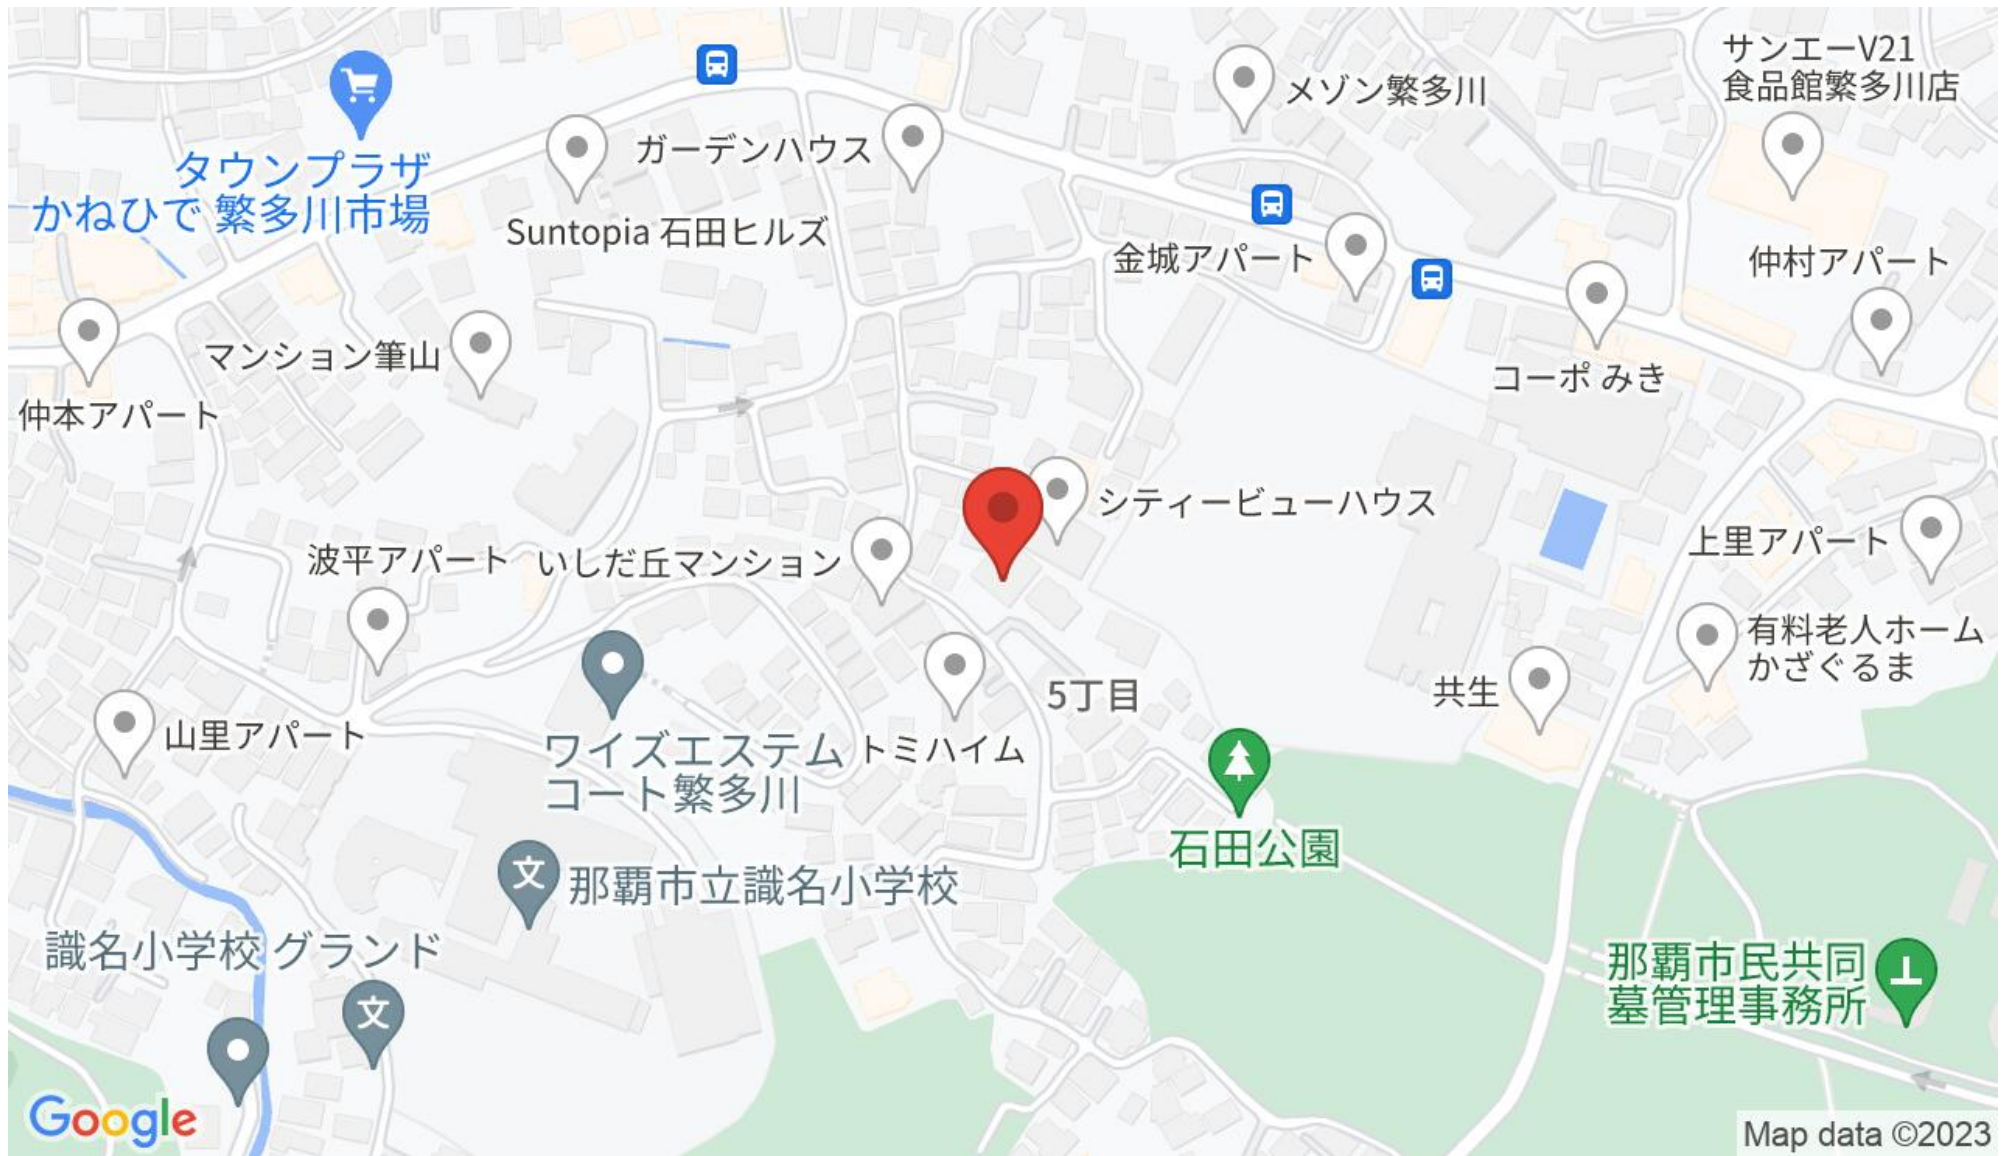 サンエーV21
食品館繁多川店
メゾン繁多川
ガーデンハウス
タウンプラザ
かねひで 繁多川市場
Suntopia 石田ヒルズ
金城アパート
仲村アパート
マンション筆山
コーポ みき
仲本アパート
シティービューハウス
上里アパート
波平アパート
いしだ丘マンション
有料老人ホーム
かざぐるま
共生
5丁目
山里アパート
ワイズエステム
コート繁多川
トミハイム
石田公園
文
那覇市立識名小学校
識名小学校 グランド
文
那覇市民共同
墓管理事務所
Google
Map data ©2023